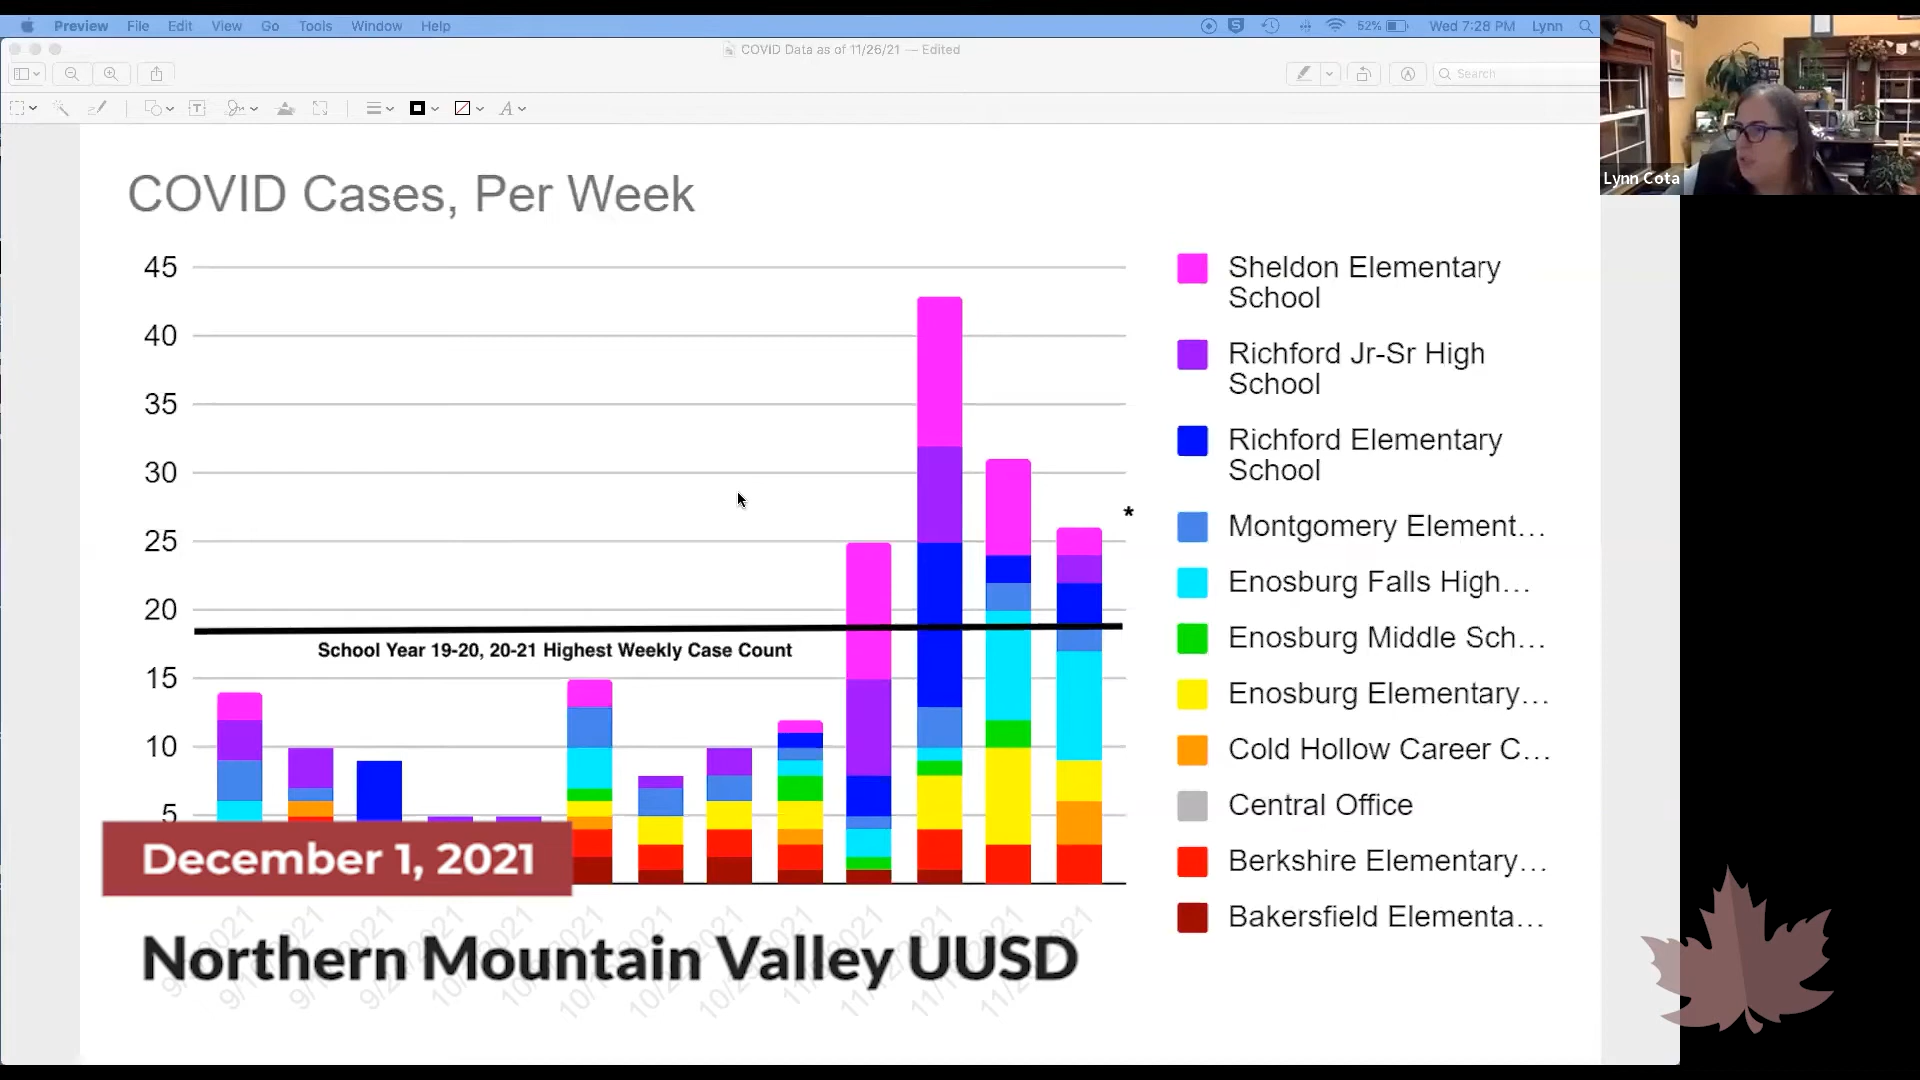 Preview File Edit View Go Tools Window Help
52% Wed 7:28 PM Lynn
COVID Data as of 11/26/21 — Edited
Search
Lynn Cota
COVID Cases, Per Week
45
40
35
30
25
20
15
10
5
School Year 19-20, 20-21 Highest Weekly Case Count
*
Sheldon Elementary
School
Richford Jr-Sr High
School
Richford Elementary
School
Montgomery Element...
Enosburg Falls High...
Enosburg Middle Sch...
Enosburg Elementary...
Cold Hollow Career C...
Central Office
Berkshire Elementary...
Bakersfield Elementa...
December 1, 2021
Northern Mountain Valley UUSD